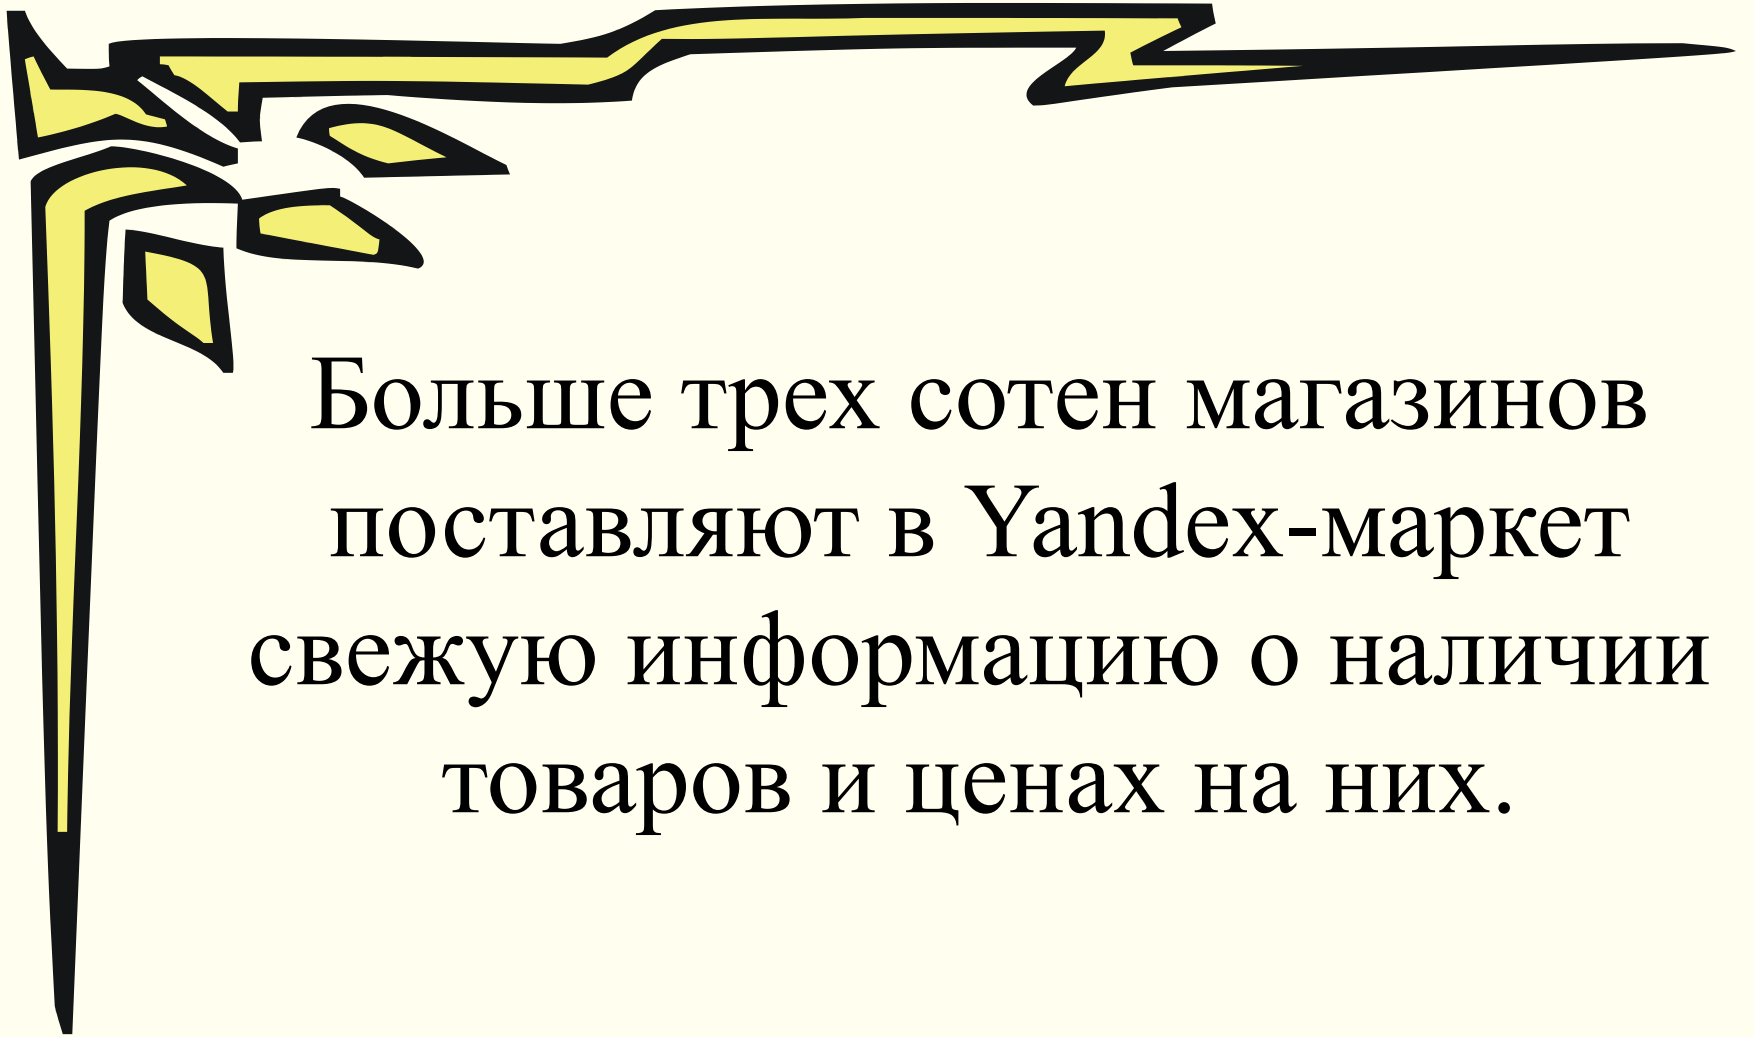 Больше трех сотен магазинов
поставляют в Yandex-маркет
свежую информацию о наличии
товаров и ценах на них.